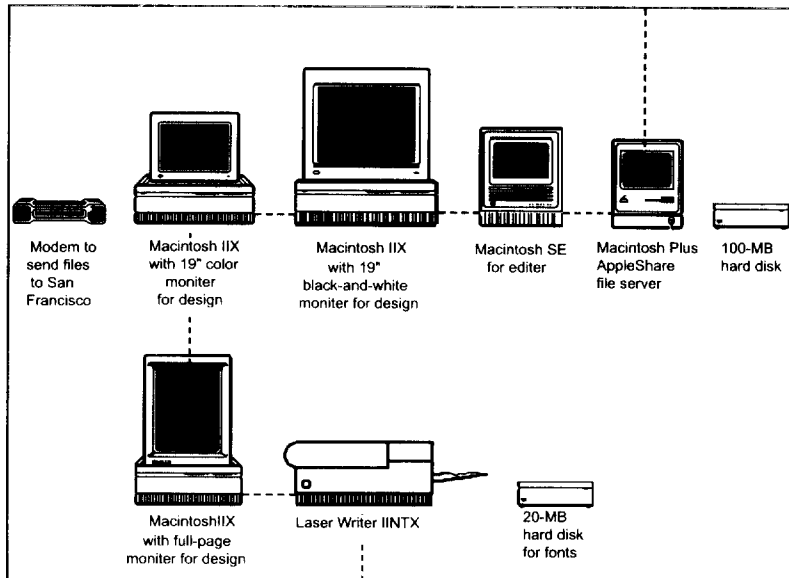 Modem to
send files
to San
Francisco
Macintosh IIX
with 19" color
moniter
for design
Macintosh IIX
with 19"
black-and-white
moniter for design
Macintosh SE
for editer
Macintosh Plus
AppleShare
file server
100-MB
hard disk
MacintoshIIX
with full-page
moniter for design
Laser Writer IINTX
20-MB
hard disk
for fonts